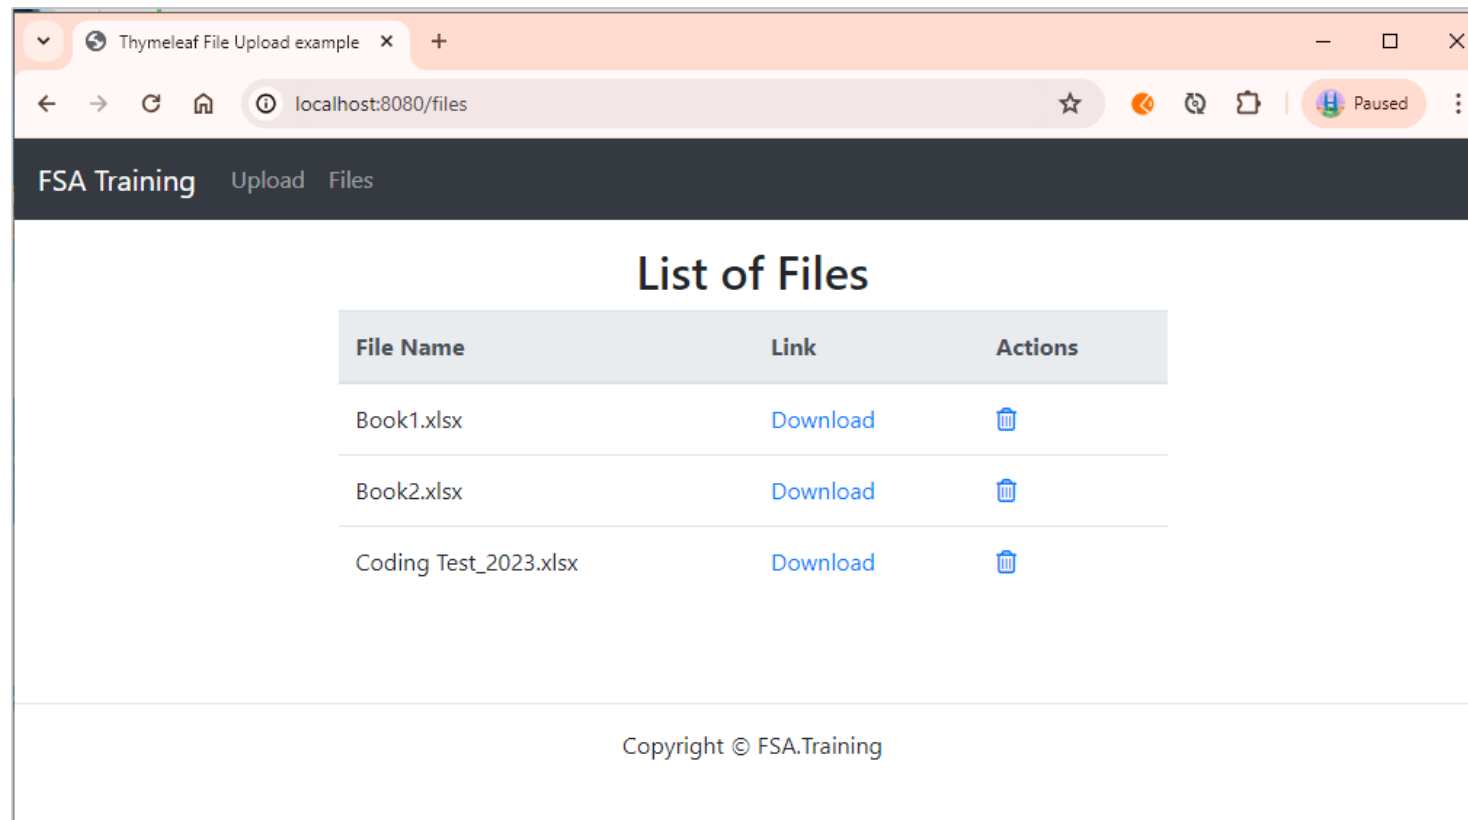 Thymeleaf File Upload example
localhost:8080/files
Paused
FSA Training Upload Files
List of Files
File Name Link Actions
Book1.xlsx Download
Book2.xlsx Download
Coding Test_2023.xlsx Download
Copyright © FSA.Training